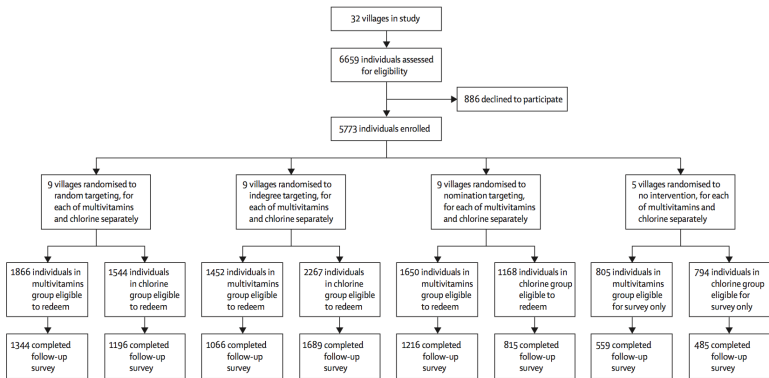 32 villages in study
6659 individuals assessed
for eligibility
886 declined to participate
5773 individuals enrolled
9 villages randomised to
random targeting, for
each of multivitamins
and chlorine separately
9 villages randomised to
indegree targeting, for
each of multivitamins
and chlorine separately
9 villages randomised to
nomination targeting,
for each of multivitamins
and chlorine separately
5 villages randomised to
no intervention, for each
of multivitamins and
chlorine separately
1866 individuals in
multivitamins
group eligible
to redeem
1544 individuals
in chlorine
group eligible
to redeem
1452 individuals
in multivitamins
group eligible to
redeem
2267 individuals
in chlorine
group eligible
to redeem
1650 individuals
in multivitamins
group eligible to
redeem
1168 individuals
in chlorine group
eligible to
redeem
805 individuals in
multivitamins
group eligible
for survey only
794 individuals in
chlorine group
eligible for
survey only
1344 completed
follow-up
survey
1196 completed
follow-up
survey
1066 completed
follow-up
survey
1689 completed
follow-up
survey
1216 completed
follow-up
survey
815 completed
follow-up
survey
559 completed
follow-up
survey
485 completed
follow-up
survey